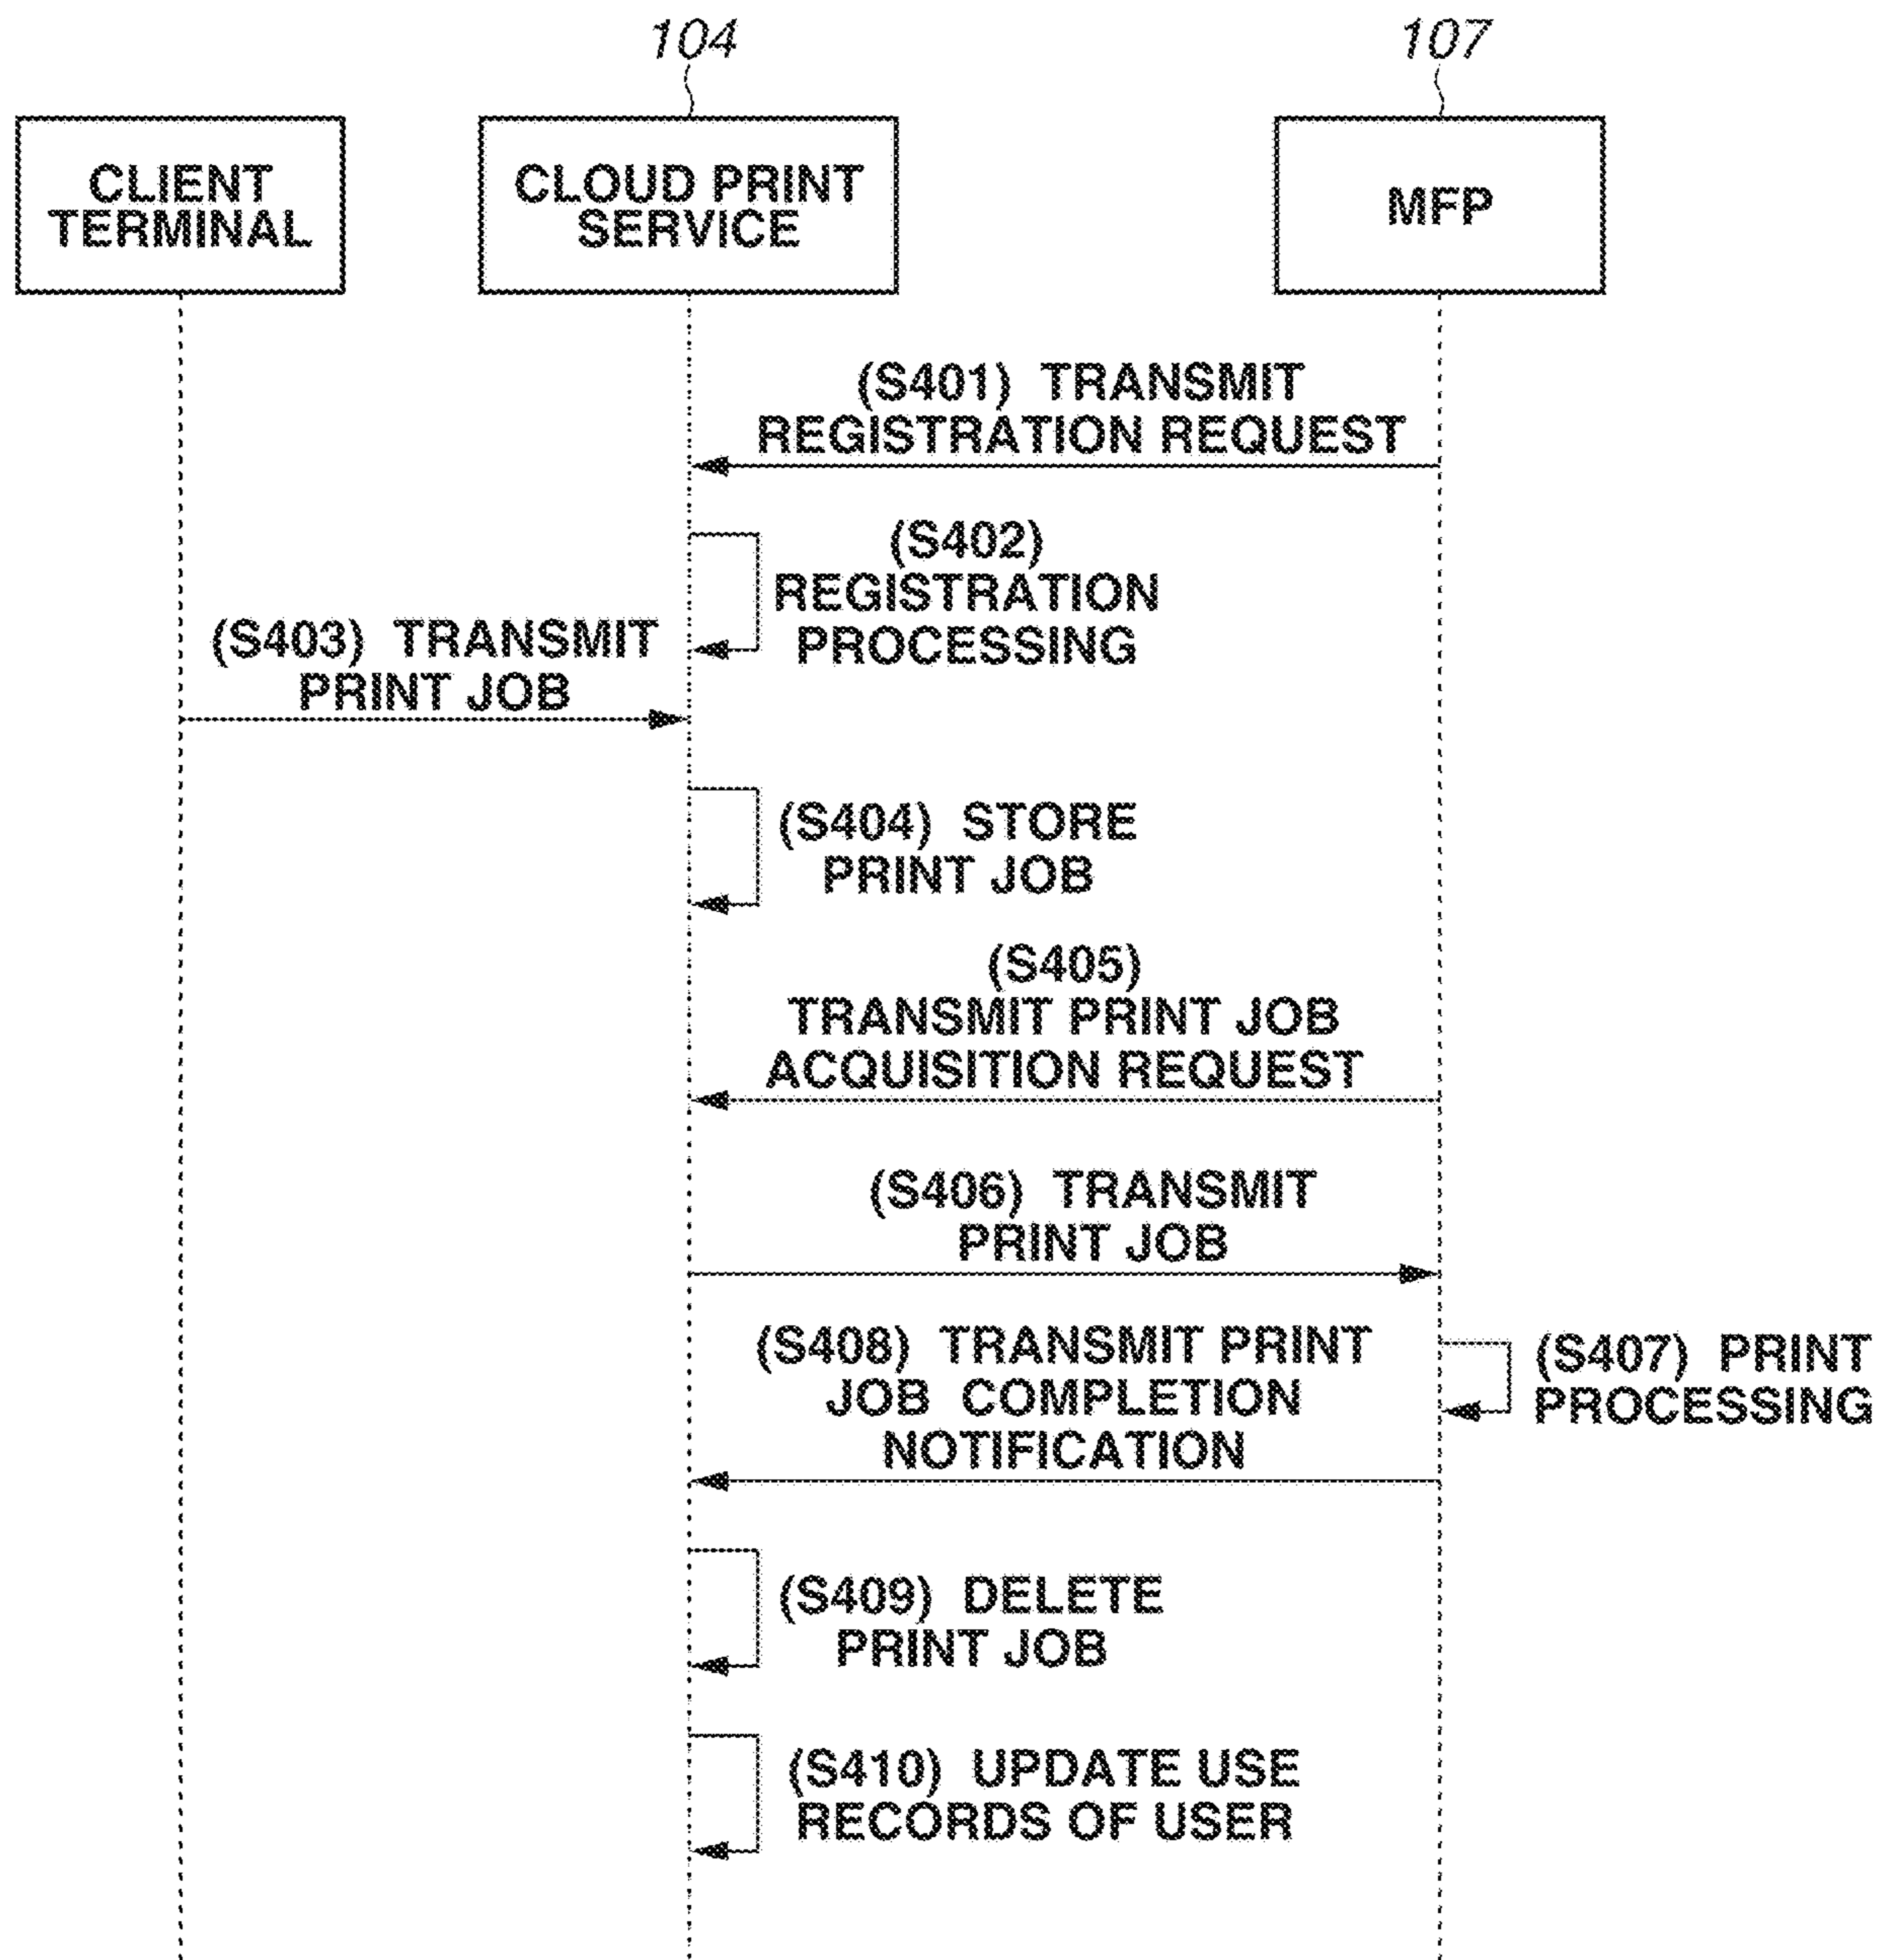 104
107
CLIENT
TERMINAL
CLOUD PRINT
SERVICE
MFP
(S401) TRANSMIT
REGISTRATION REQUEST
(S402)
REGISTRATION
PROCESSING
(S403) TRANSMIT
PRINT JOB
(S404) STORE
PRINT JOB
(S405)
TRANSMIT PRINT JOB
ACQUISITION REQUEST
(S406) TRANSMIT
PRINT JOB
(S407) PRINT
PROCESSING
(S408) TRANSMIT PRINT
JOB COMPLETION
NOTIFICATION
(S409) DELETE
PRINT JOB
(S410) UPDATE USE
RECORDS OF USER